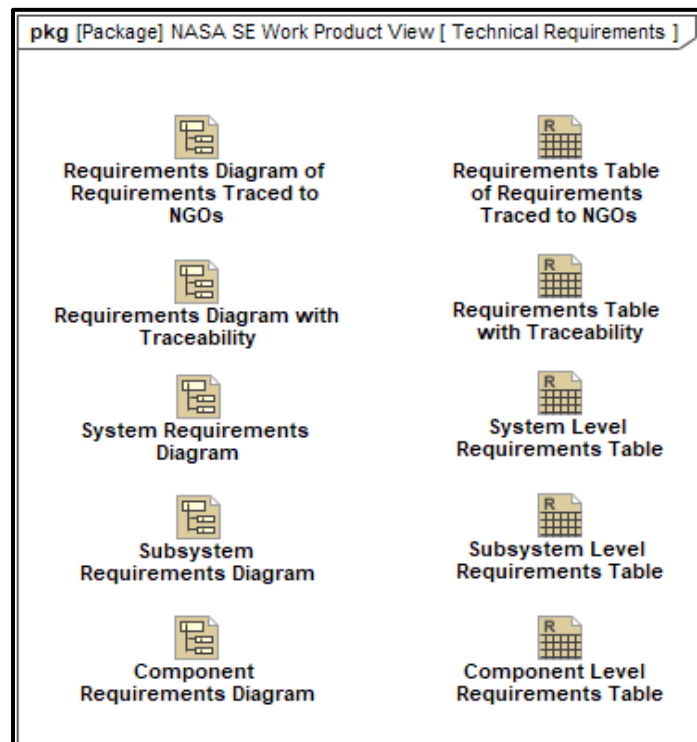 pkg [Package] NASA SE Work Product View [ Technical Requirements ]
Requirements Diagram of
Requirements Traced to
NGOs
R
Requirements Table
of Requirements
Traced to NGOs
Requirements Diagram with
Traceability
R
Requirements Table
with Traceability
System Requirements
Diagram
R
System Level
Requirements Table
Subsystem
Requirements Diagram
R
Subsystem Level
Requirements Table
Component
Requirements Diagram
R
Component Level
Requirements Table